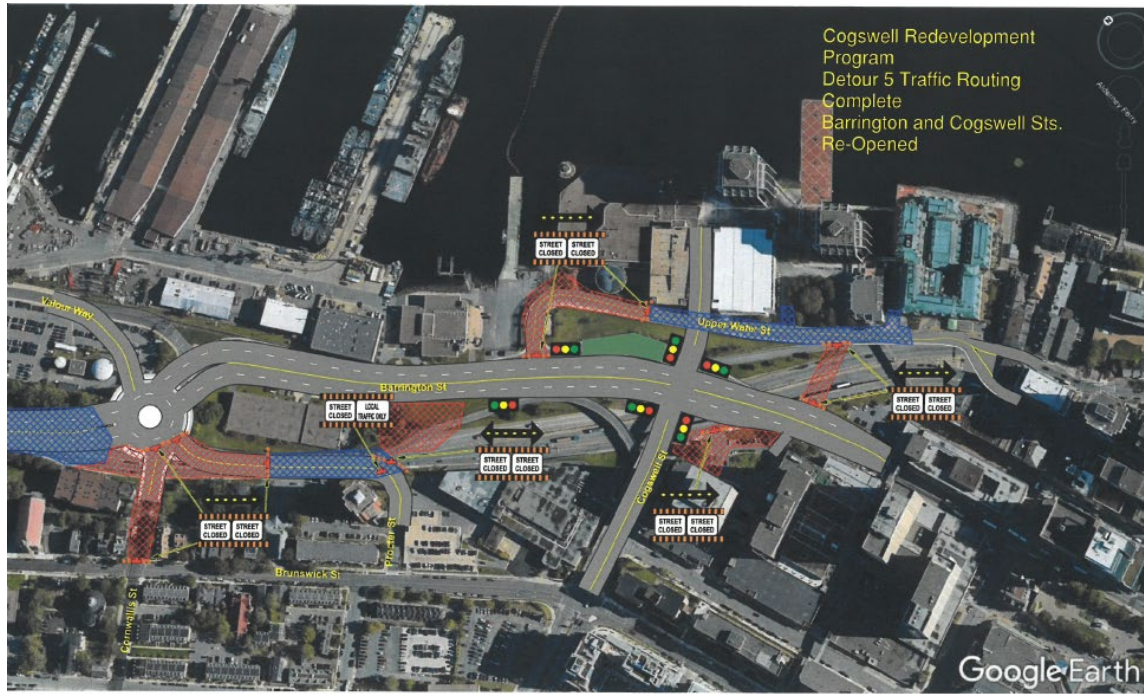 Cogswell Redevelopment
Program
Detour 5 Traffic Routing
Complete
Barrington and Cogswell Sts.
Re-Opened
Alderney Ferry
STREET CLOSED
STREET CLOSED
Valour Way
Upper Water St
Barrington St
STREET CLOSED
LOCAL TRAFFIC ONLY
STREET CLOSED
STREET CLOSED
STREET CLOSED
STREET CLOSED
Cogswell St
STREET CLOSED
STREET CLOSED
STREET CLOSED
STREET CLOSED
Proctor St
Brunswick St
Cornwallis St
Google Earth